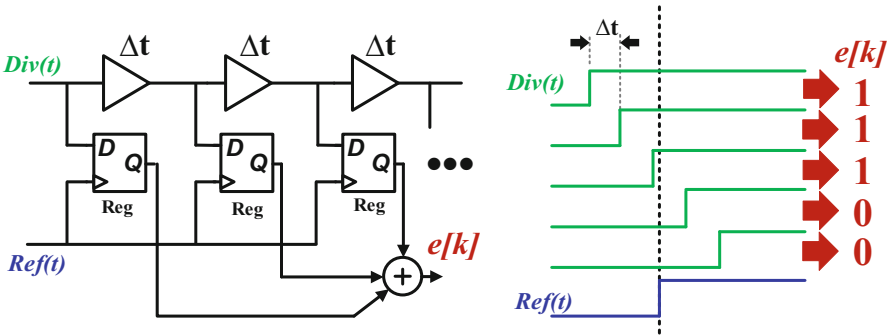 Δt Δt Δt
Div(t)
D Q D Q D Q
Reg Reg Reg
Ref(t)
e[k]
+
Δt
e[k]
Div(t)
1
1
1
0
0
Ref(t)